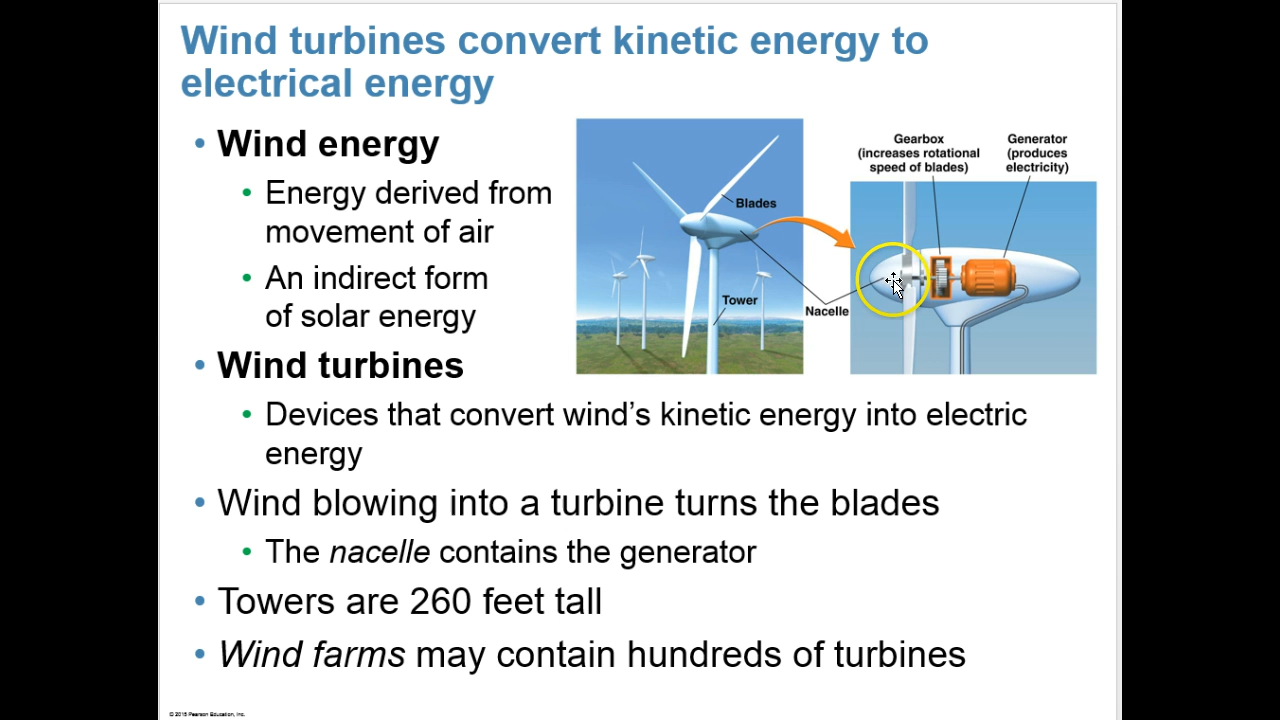 Wind turbines convert kinetic energy to
electrical energy
• Wind energy
• Energy derived from
movement of air
• An indirect form
of solar energy
• Wind turbines
• Devices that convert wind’s kinetic energy into electric
energy
• Wind blowing into a turbine turns the blades
• The nacelle contains the generator
• Towers are 260 feet tall
• Wind farms may contain hundreds of turbines
Blades
Tower
Nacelle
Gearbox
(increases rotational
speed of blades)
Generator
(produces
electricity)
© 2015 Pearson Education, Inc.